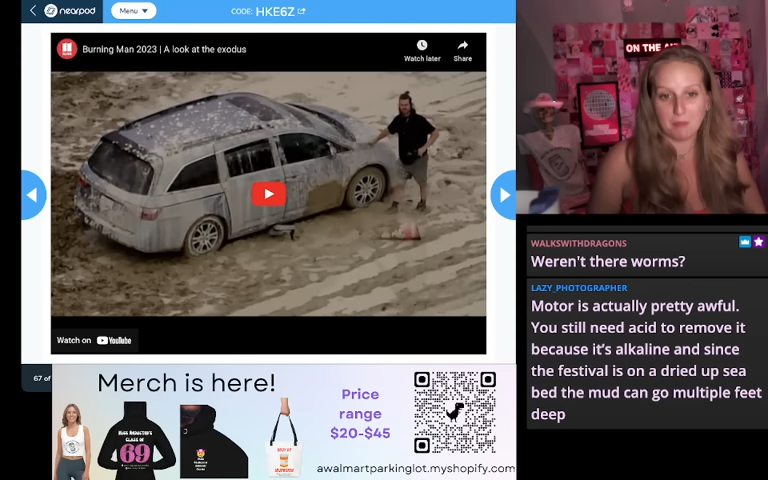 nearpod
Menu
CODE: HKE6Z
Burning Man 2023 | A look at the exodus
Watch later
Share
Watch on YouTube
67 of
ON THE AIR
WALKSWITHDRAGONS
Weren't there worms?
LAZY_PHOTOGRAPHER
Motor is actually pretty awful.
You still need acid to remove it
because it's alkaline and since
the festival is on a dried up sea
bed the mud can go multiple feet
deep
Merch is here!
CLASS OF
69
Price
range
$20-$45
awalmartparkinglot.myshopify.com